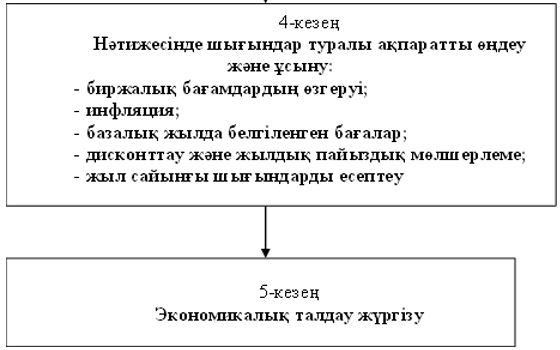 4-кезең
Нәтижесінде шығындар туралы ақпаратты өңдеу
және ұсыну:
- биржалық бағамдардың өзгеруі;
- инфляция;
- базалық жылда белгіленген бағалар;
- дисконттау және жылдық пайыздық мөлшерлеме;
- жыл сайынғы шығындарды есептеу
5-кезең
Экономикалық талдау жүргізу